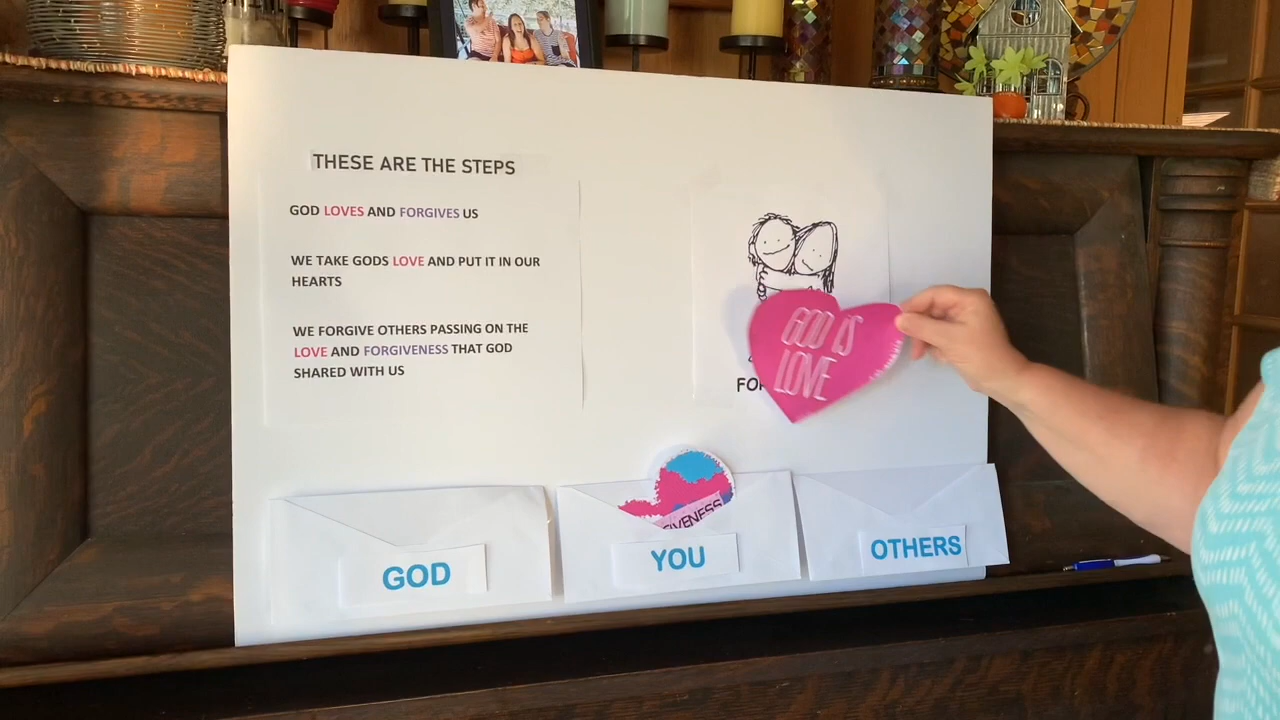 THESE ARE THE STEPS
GOD LOVES AND FORGIVES US
WE TAKE GODS LOVE AND PUT IT IN OUR
HEARTS
WE FORGIVE OTHERS PASSING ON THE
LOVE AND FORGIVENESS THAT GOD
SHARED WITH US
GOD IS
LOVE
FOR
IVENESS
GOD
YOU
OTHERS